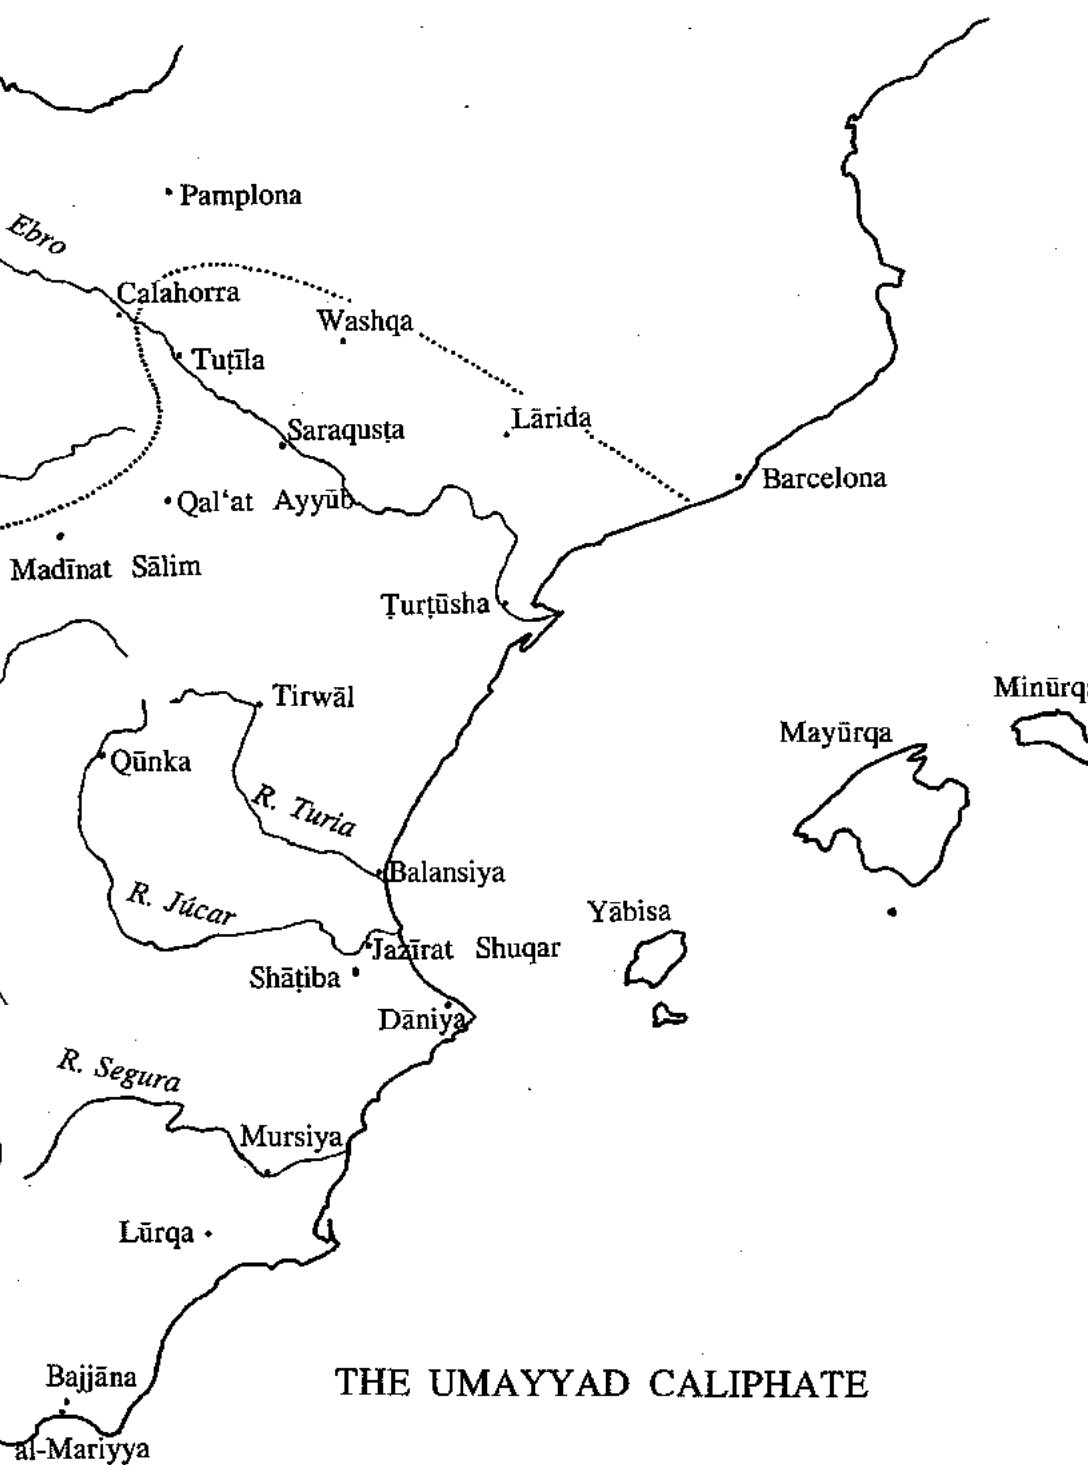 Pamplona
Ebro
Calahorra
Washqa
Tuṭīla
Lārida
Saraqusṭa
Barcelona
Qal‘at Ayyūb
Madīnat Sālim
Ṭurṭūsha
Minūrqa
Tirwāl
Mayūrqa
Qūnka
R. Turia
Balansiya
R. Júcar
Yābisa
Jazīrat Shuqar
Shāṭiba
Dāniya
R. Segura
Mursiya
Lūrqa
Bajjāna
THE UMAYYAD CALIPHATE
al-Mariyya